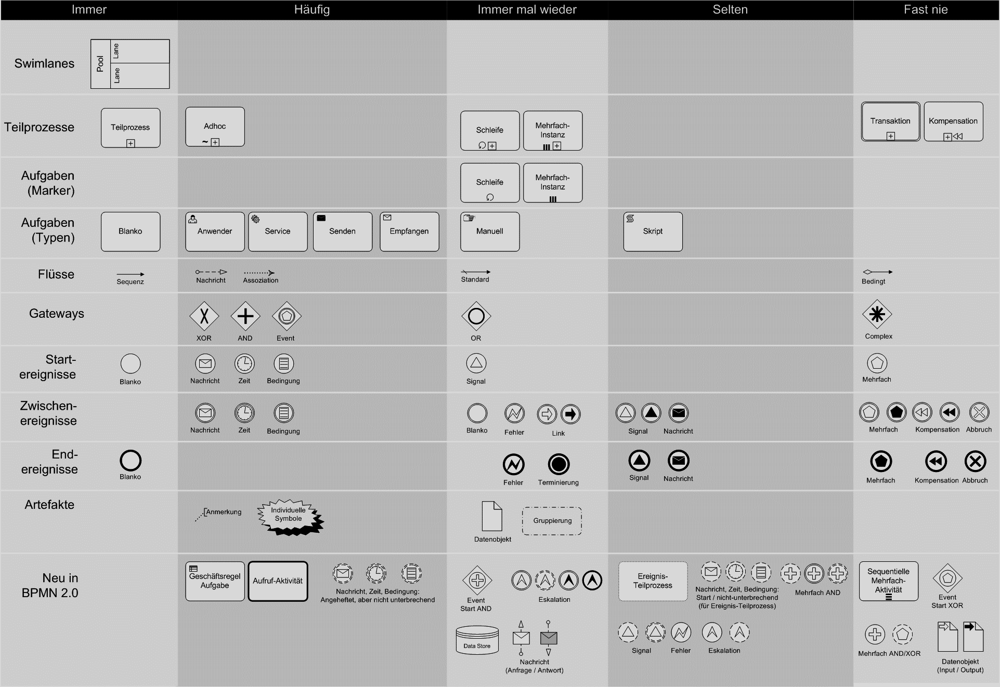 Immer
Häufig
Immer mal wieder
Selten
Fast nie
Swimlanes
Pool
Lane
Lane
Teilprozesse
Teilprozess
Adhoc
Schleife
Mehrfach-
Instanz
Transaktion
Kompensation
Aufgaben
(Marker)
Schleife
Mehrfach-
Instanz
Aufgaben
(Typen)
Blanko
Anwender
Service
Senden
Empfangen
Manuell
Skript
Flüsse
Sequenz
Nachricht
Assoziation
Standard
Bedingt
Gateways
XOR
AND
Event
OR
Complex
Start-
ereignisse
Blanko
Nachricht
Zeit
Bedingung
Signal
Mehrfach
Zwischen-
ereignisse
Nachricht
Zeit
Bedingung
Blanko
Fehler
Link
Signal
Nachricht
Mehrfach
Kompensation
Abbruch
End-
ereignisse
Blanko
Fehler
Terminierung
Signal
Nachricht
Mehrfach
Kompensation
Abbruch
Artefakte
Anmerkung
Individuelle
Symbole
Datenobjekt
Gruppierung
Neu in
BPMN 2.0
Geschäftsregel
Aufgabe
Aufruf-Aktivität
Nachricht, Zeit, Bedingung:
Angeheftet, aber nicht unterbrechend
Event
Start AND
Eskalation
Data Store
Nachricht
(Anfrage / Antwort)
Ereignis-
Teilprozess
Nachricht, Zeit, Bedingung:
Start / nicht-unterbrechend
(für Ereignis-Teilprozess)
Mehrfach AND
Signal
Fehler
Eskalation
Sequentielle
Mehrfach-
Aktivität
Event
Start XOR
Mehrfach AND/XOR
Datenobjekt
(Input / Output)